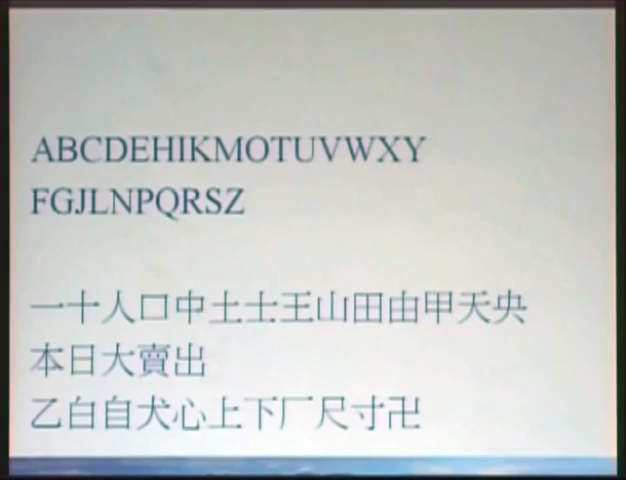 ABCDEHIKMOTUVWXY
FGJLNPQRSZ
一十人口中土士王山田由甲天央
本日大賣出
乙白自犬心上下厂尺寸卍